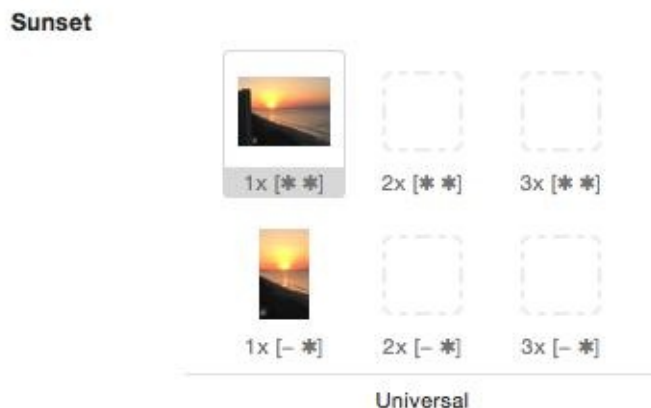 Sunset
1x [✱ ✱] 2x [✱ ✱] 3x [✱ ✱]
1x [– ✱] 2x [– ✱] 3x [– ✱]
Universal